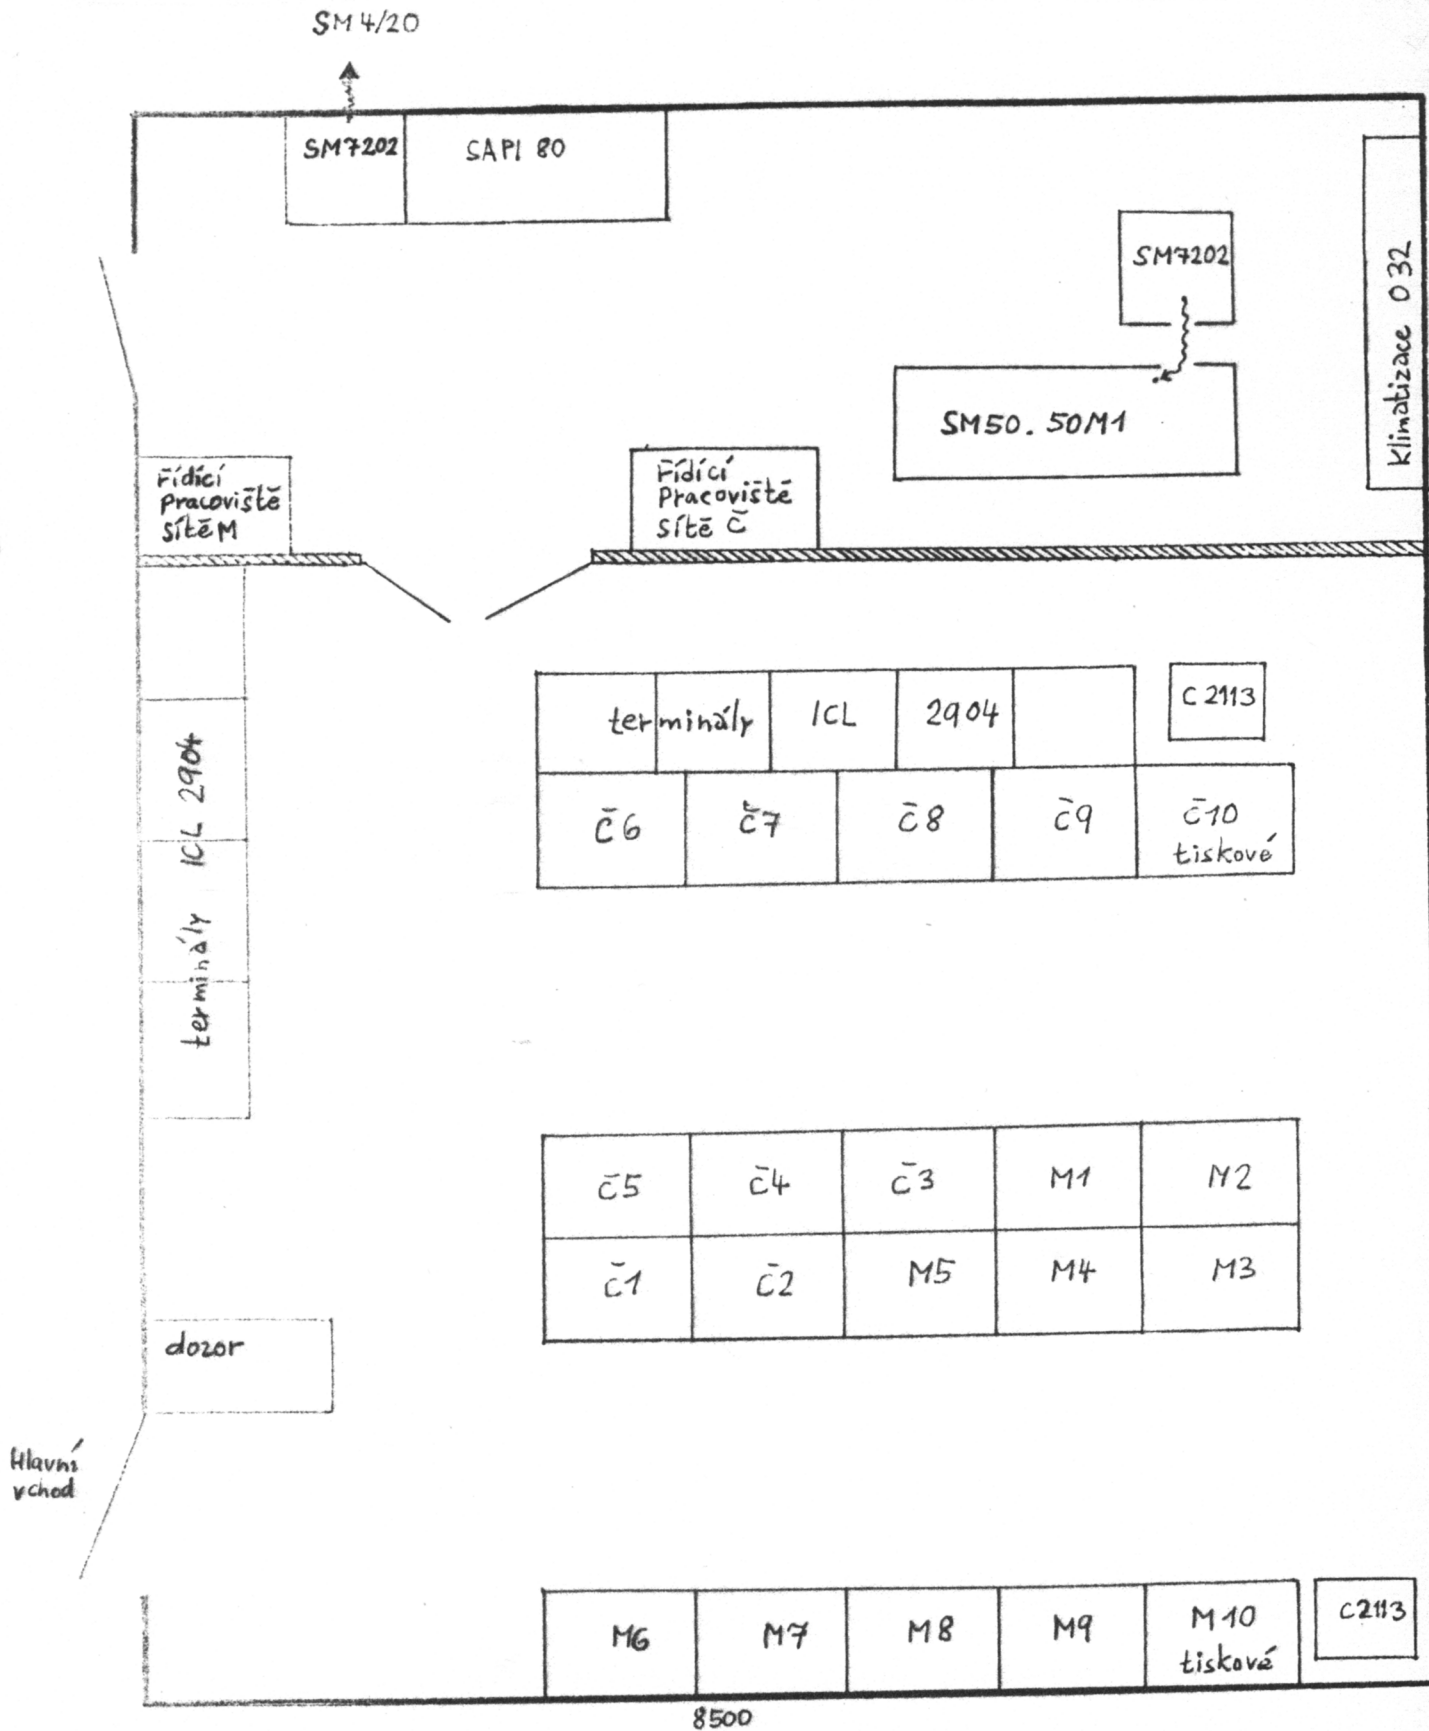 SM 4/20
SM7202
SAPI 80
SM7202
Klimatizace 032
SM50.50M1
Řídící
Pracoviště
Sítě M
Řídící
Pracoviště
Sítě Č
terminály ICL 2904
C 2113
terminály ICL 2904
Č6
Č7
Č8
Č9
Č10
tiskové
Č5
Č4
Č3
M1
M2
Č1
Č2
M5
M4
M3
dozor
Hlavní
vchod
M6
M7
M8
M9
M10
tiskové
C2113
8500